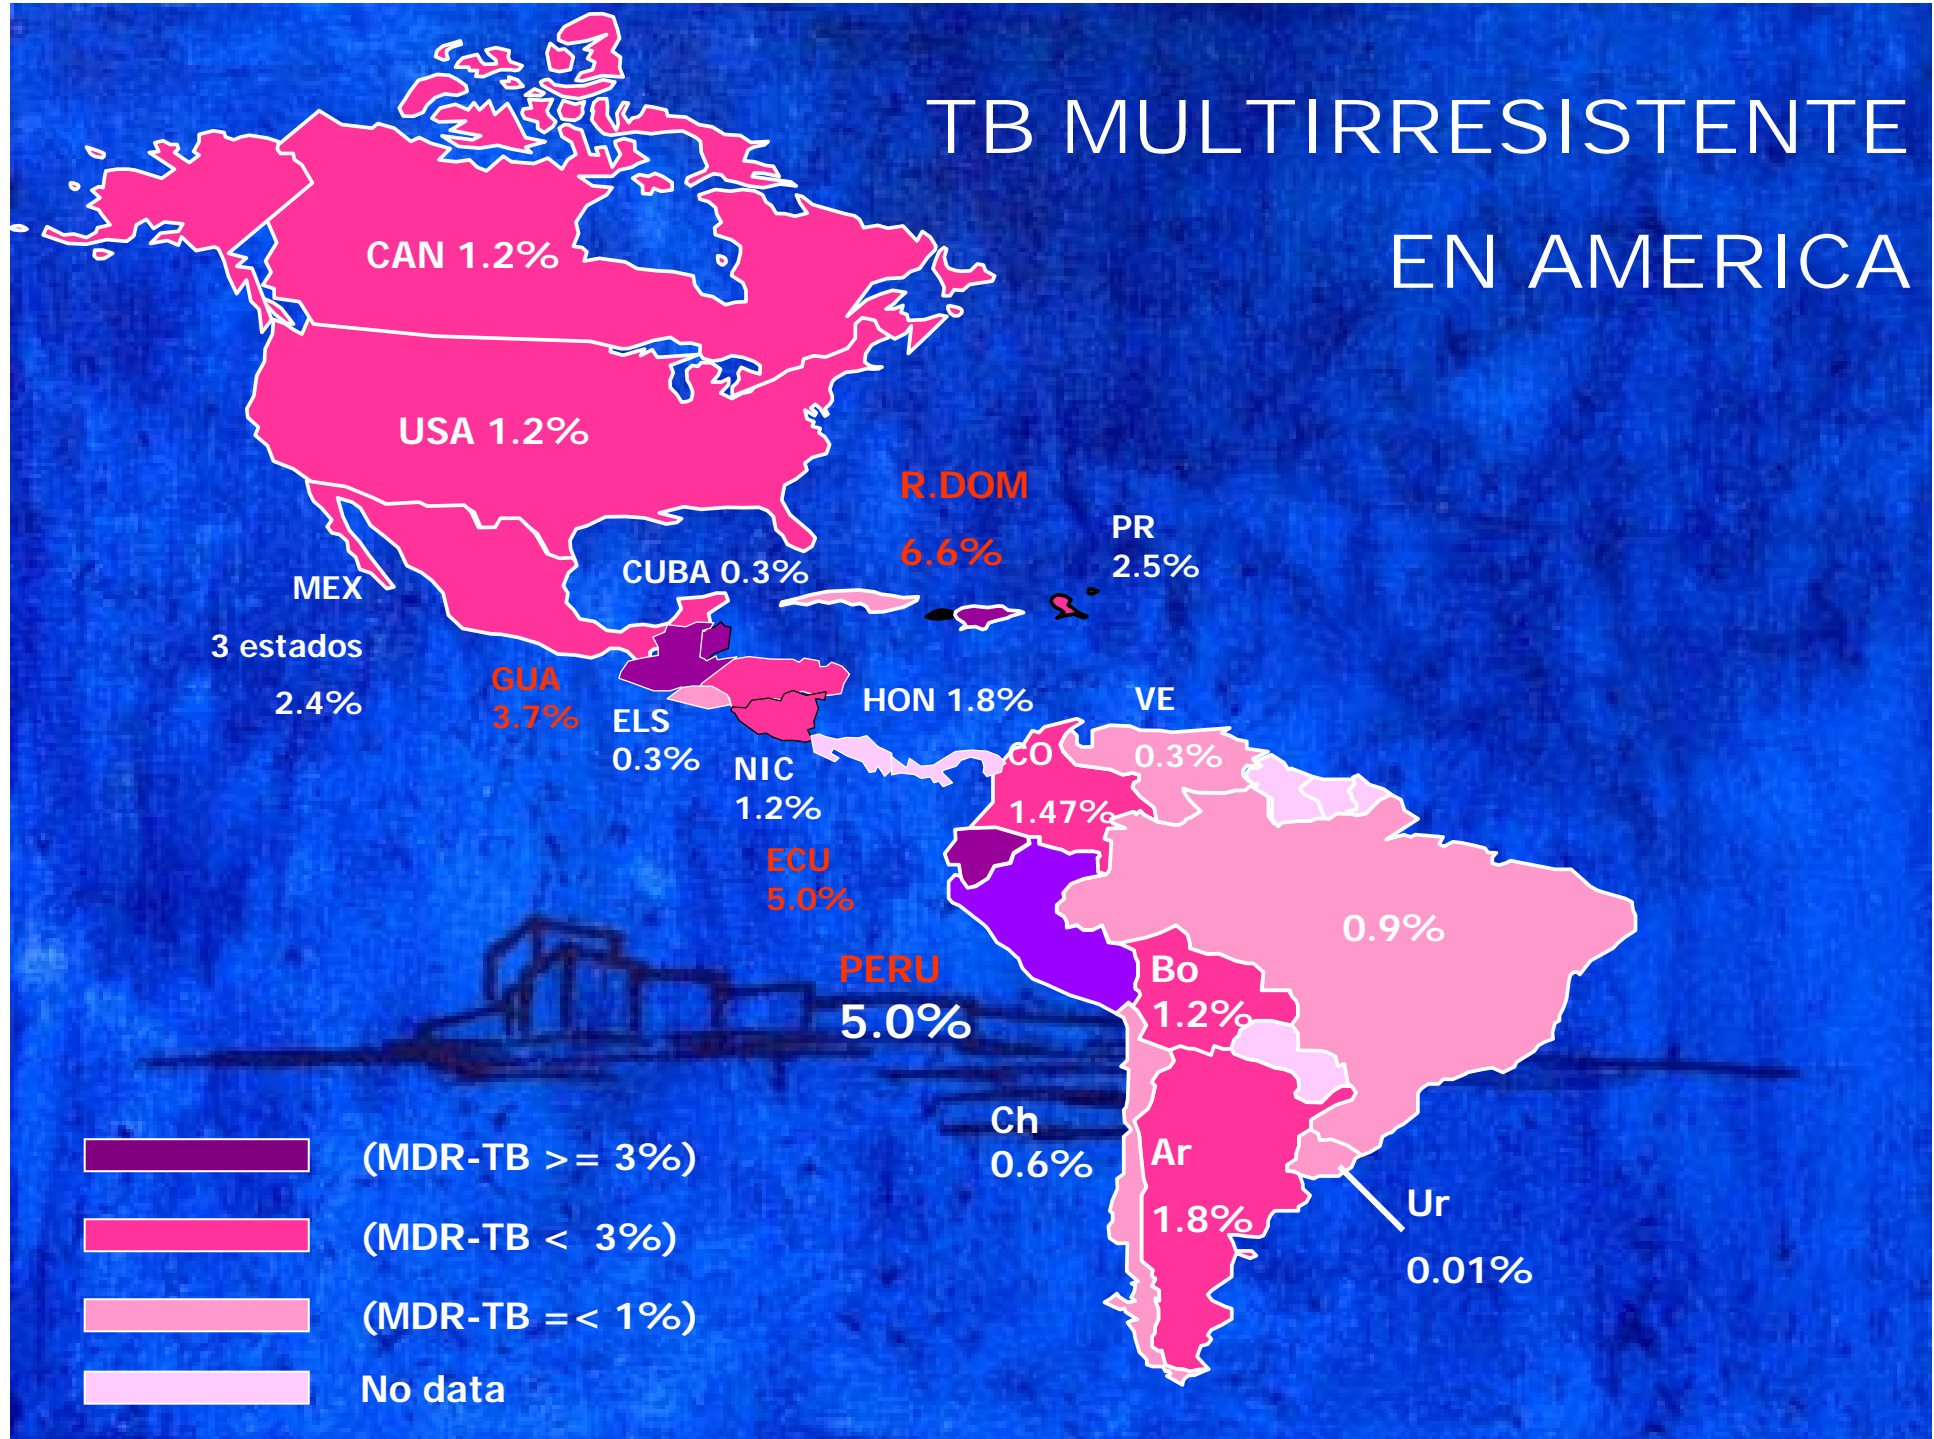 TB MULTIRRESISTENTE
EN AMERICA
CAN 1.2%
USA 1.2%
R.DOM
6.6%
PR
2.5%
CUBA 0.3%
MEX
3 estados
2.4%
GUA
3.7%
ELS
0.3%
HON 1.8%
NIC
1.2%
VE
0.3%
CO
1.47%
ECU
5.0%
0.9%
PERU
5.0%
Bo
1.2%
Ch
0.6%
Ar
1.8%
Ur
0.01%
(MDR-TB >= 3%)
(MDR-TB < 3%)
(MDR-TB =< 1%)
No data